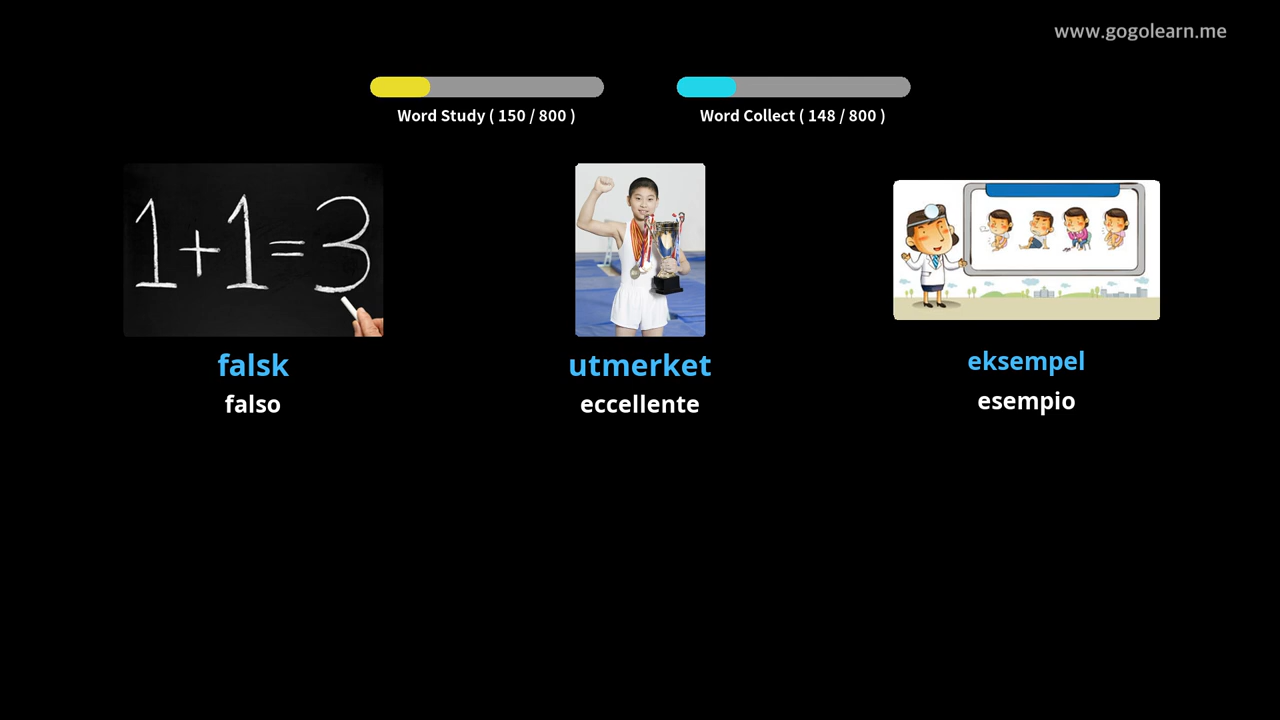 www.gogolearn.me
Word Study ( 150 / 800 )
Word Collect ( 148 / 800 )
1+1=3
falsk
falso
utmerket
eccellente
eksempel
esempio